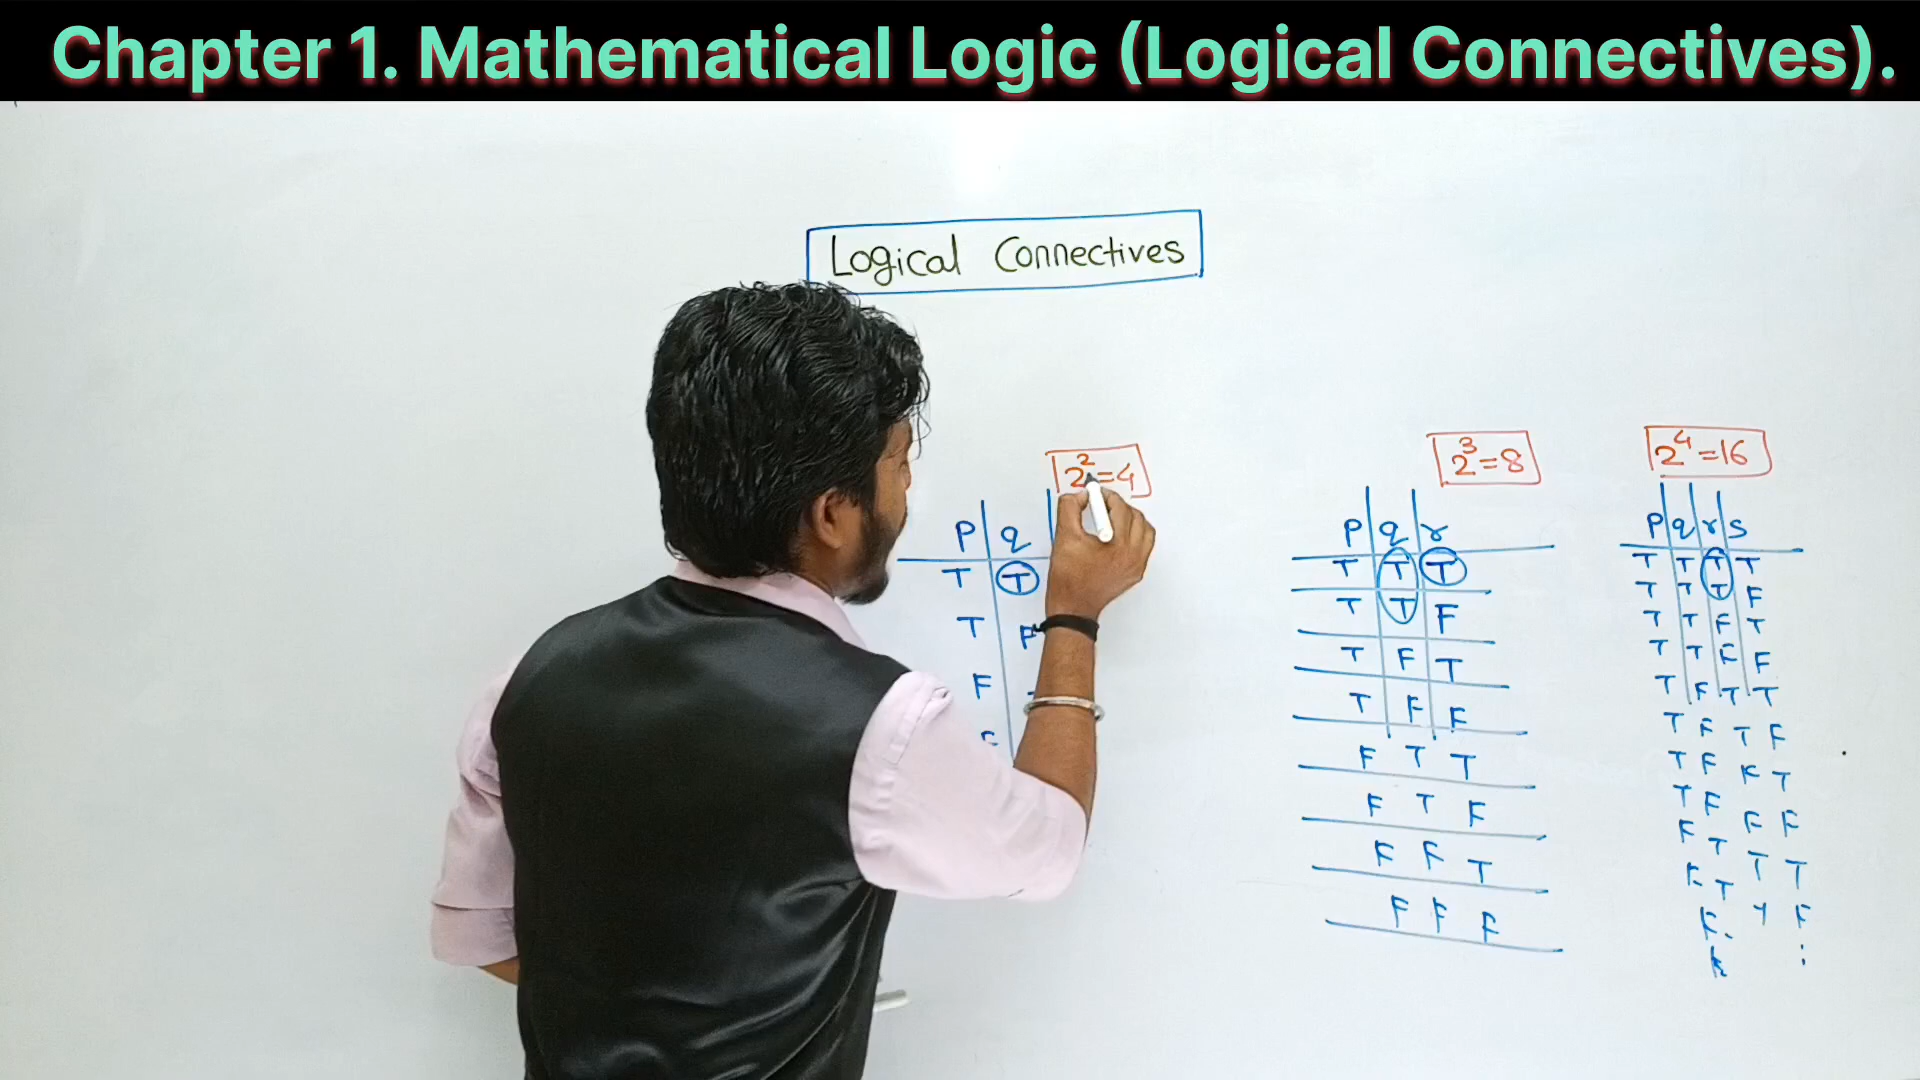 Chapter 1. Mathematical Logic (Logical Connectives).
Logical Connectives
2²=4
P q
T T
T F
F
F
2³=8
P q r
T T T
T T F
T F T
T F F
F T T
F T F
F F T
F F F
2⁴=16
P q r s
T T T T
T T T F
T T F T
T T F F
T F T T
T F T F
T F F T
T F F F
F T T T
F T T F
F
F